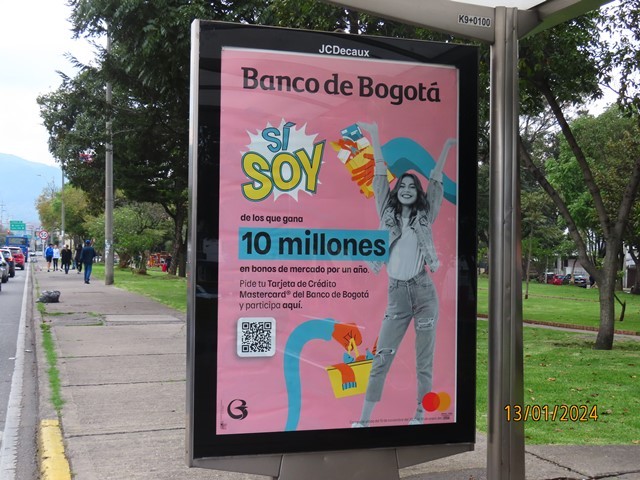 K9+0100
JCDecaux
Banco de Bogotá
SÍ
SOY
de los que gana
10 millones
en bonos de mercado por un año.
Pide tu Tarjeta de Crédito
Mastercard® del Banco de Bogotá
y participa aquí.
13/01/2024